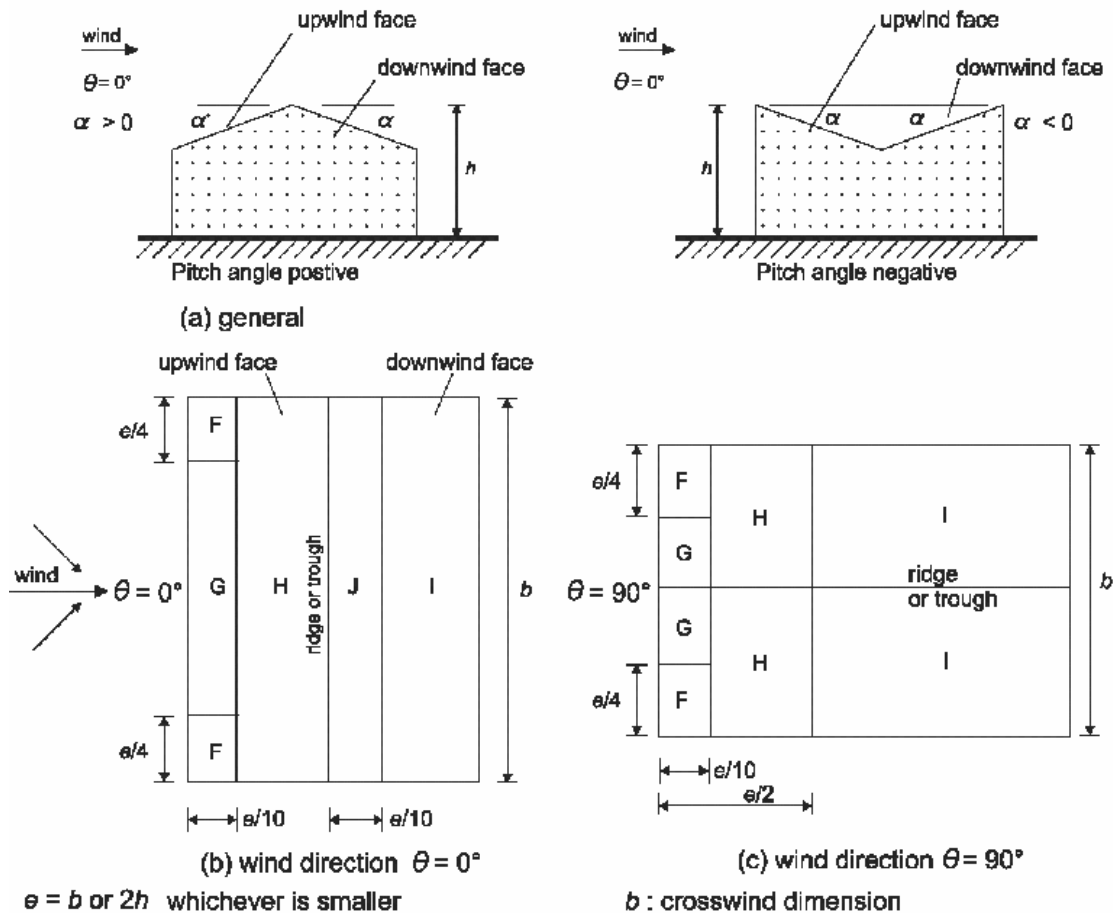 upwind face
wind
downwind face
θ = 0°
α > 0
α
α
h
Pitch angle postive
wind
θ = 0°
downwind face
α
α
α < 0
h
upwind face
Pitch angle negative
(a) general
upwind face
downwind face
e/4
F
wind
θ = 0°
G
H
ridge or trough
J
I
b
e/4
F
e/10
e/10
(b) wind direction θ = 0°
e/4
F
H
I
G
θ = 90°
ridge
or trough
G
b
H
I
e/4
F
e/10
e/2
(c) wind direction θ = 90°
e = b or 2h whichever is smaller
b : crosswind dimension